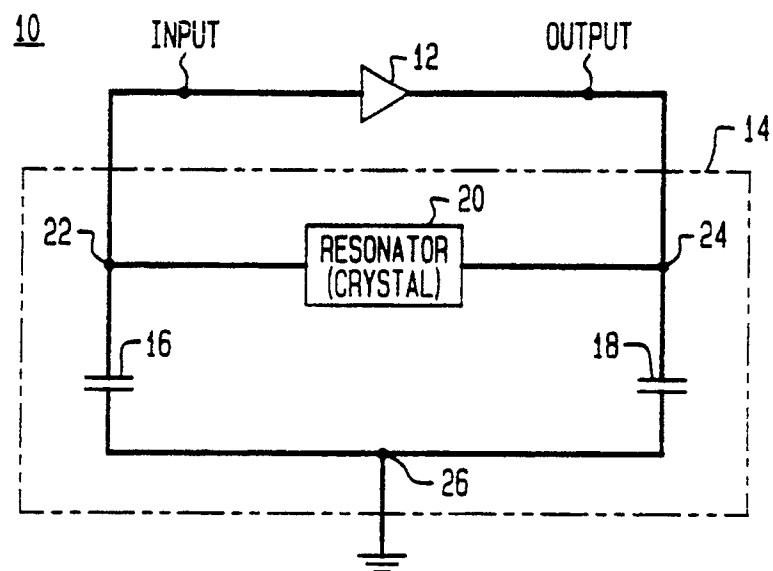 10
INPUT
12
OUTPUT
14
20
22
RESONATOR
(CRYSTAL)
24
16
18
26